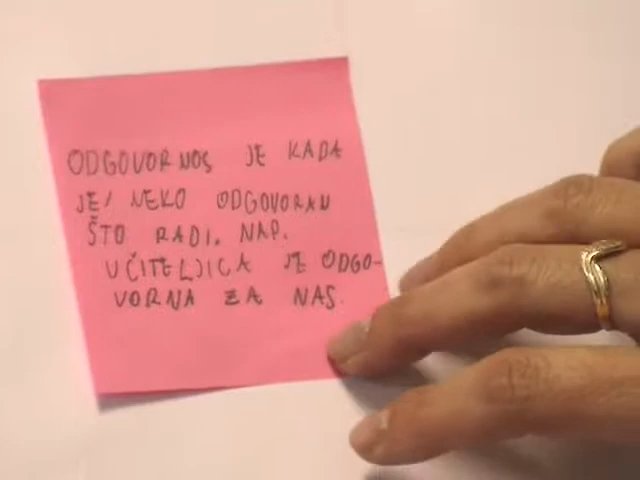 ODGOVORNOS JE KADA
JE/ NEKO ODGOVORAN
ŠTO RADI. NAP.
UČITELJICA JE ODGO-
VORNA ZA NAS.